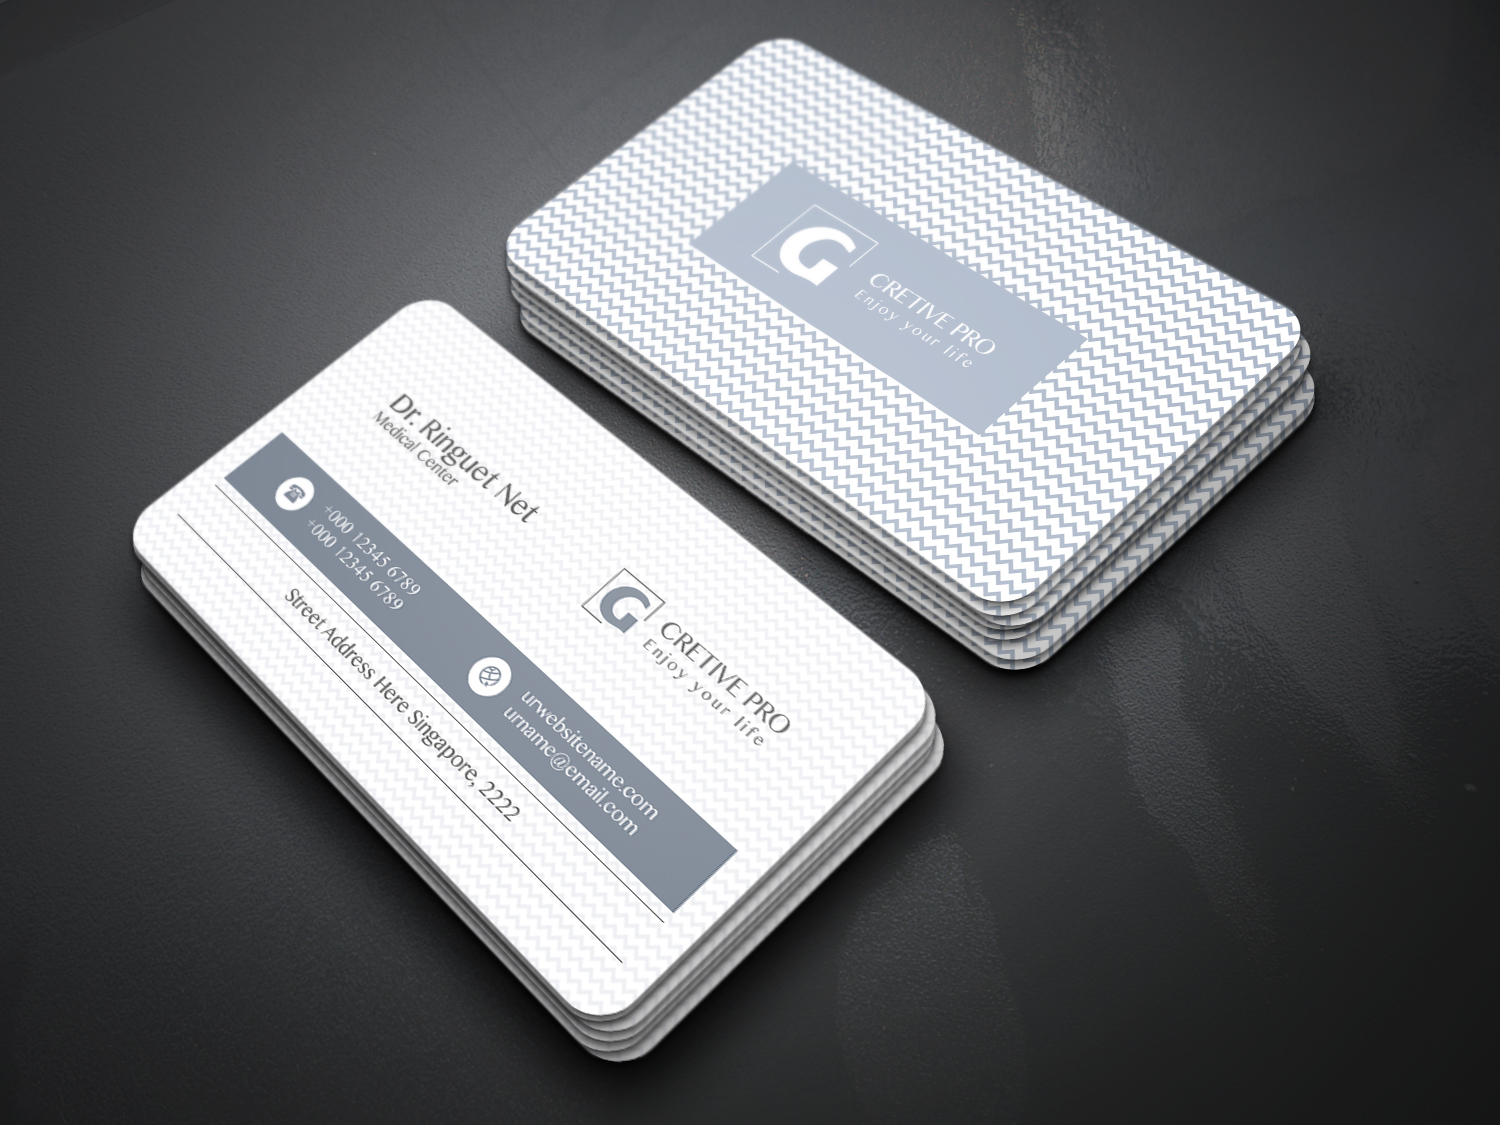 G
CRETIVE PRO
Enjoy your life
Dr. Ringuet Net
Medical Center
G
CRETIVE PRO
Enjoy your life
+000 12345 6789
+000 12345 6789
urwebsitename.com
urname@email.com
Street Address Here Singapore, 2222